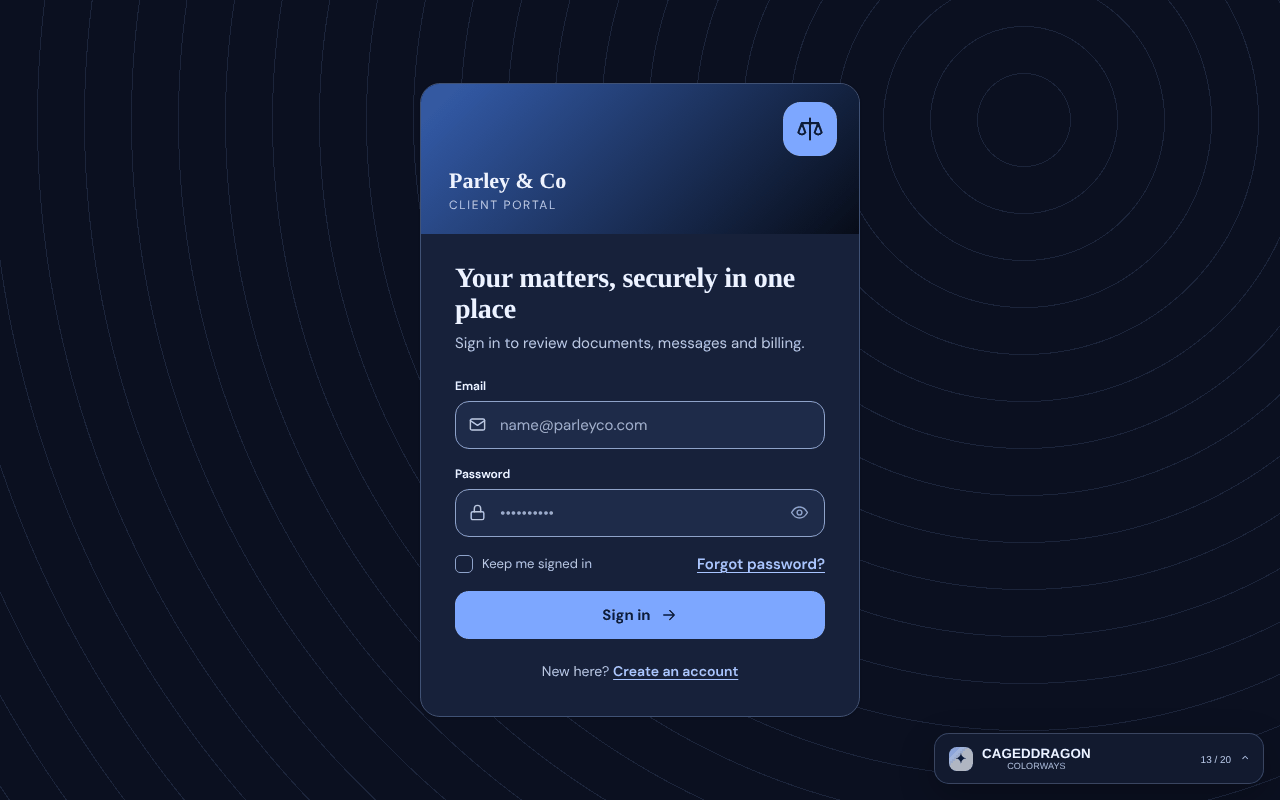 Parley & Co
CLIENT PORTAL
Your matters, securely in one
place
Sign in to review documents, messages and billing.
Email
name@parleyco.com
Password
••••••••••
Keep me signed in
Forgot password?
Sign in →
New here? Create an account
CAGEDDRAGON
COLORWAYS
13 / 20